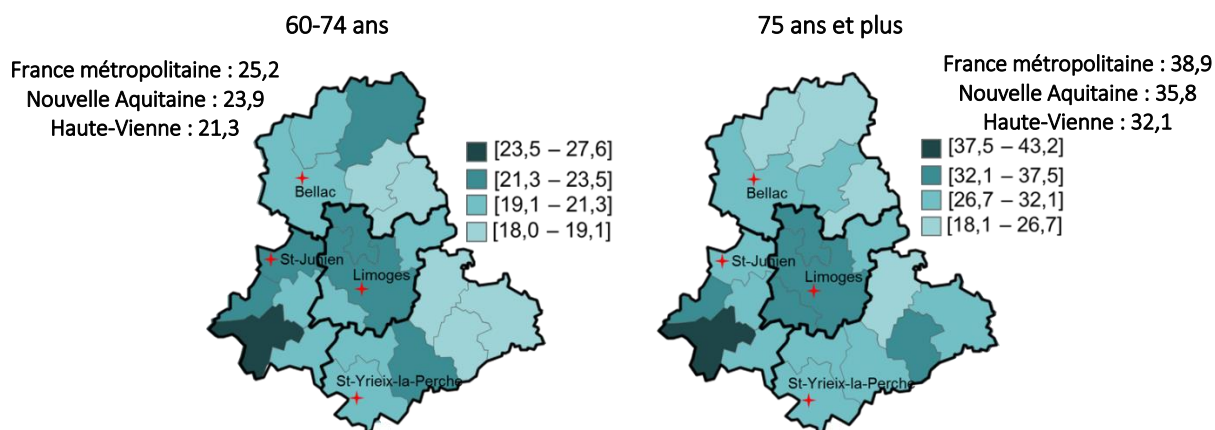 60-74 ans
France métropolitaine : 25,2
Nouvelle Aquitaine : 23,9
Haute-Vienne : 21,3
[23,5 – 27,6]
[21,3 – 23,5]
[19,1 – 21,3]
[18,0 – 19,1]
Bellac
St-Junien
Limoges
St-Yrieix-la-Perche
75 ans et plus
France métropolitaine : 38,9
Nouvelle Aquitaine : 35,8
Haute-Vienne : 32,1
[37,5 – 43,2]
[32,1 – 37,5]
[26,7 – 32,1]
[18,1 – 26,7]
Bellac
St-Junien
Limoges
St-Yrieix-la-Perche